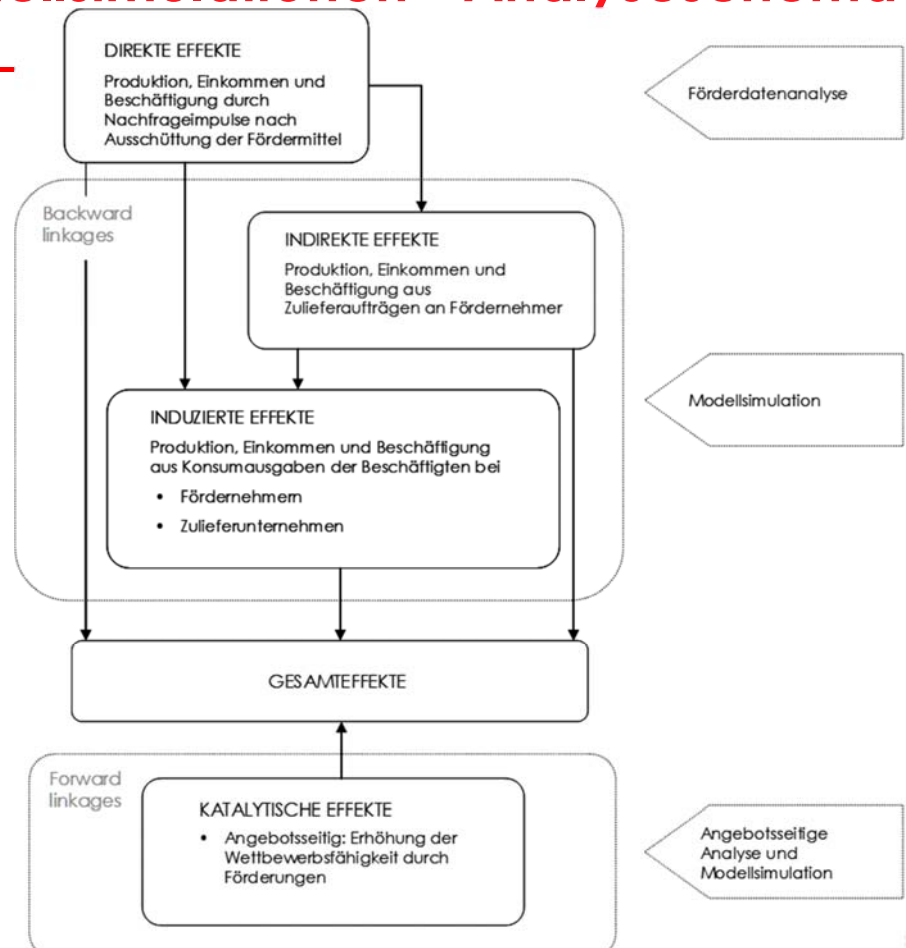 Analyseschema
DIREKTE EFFEKTE
Produktion, Einkommen und
Beschäftigung durch
Nachfrageimpulse nach
Ausschüttung der Fördermittel
Förderdatenanalyse
Backward
linkages
INDIREKTE EFFEKTE
Produktion, Einkommen und
Beschäftigung aus
Zulieferaufträgen an Fördernehmer
Modellsimulation
INDUZIERTE EFFEKTE
Produktion, Einkommen und Beschäftigung
aus Konsumausgaben der Beschäftigten bei
• Fördernehmern
• Zulieferunternehmen
GESAMTEFFEKTE
Forward
linkages
KATALYTISCHE EFFEKTE
• Angebotsseitig: Erhöhung der
Wettbewerbsfähigkeit durch
Förderungen
Angebotsseitige
Analyse und
Modellsimulation